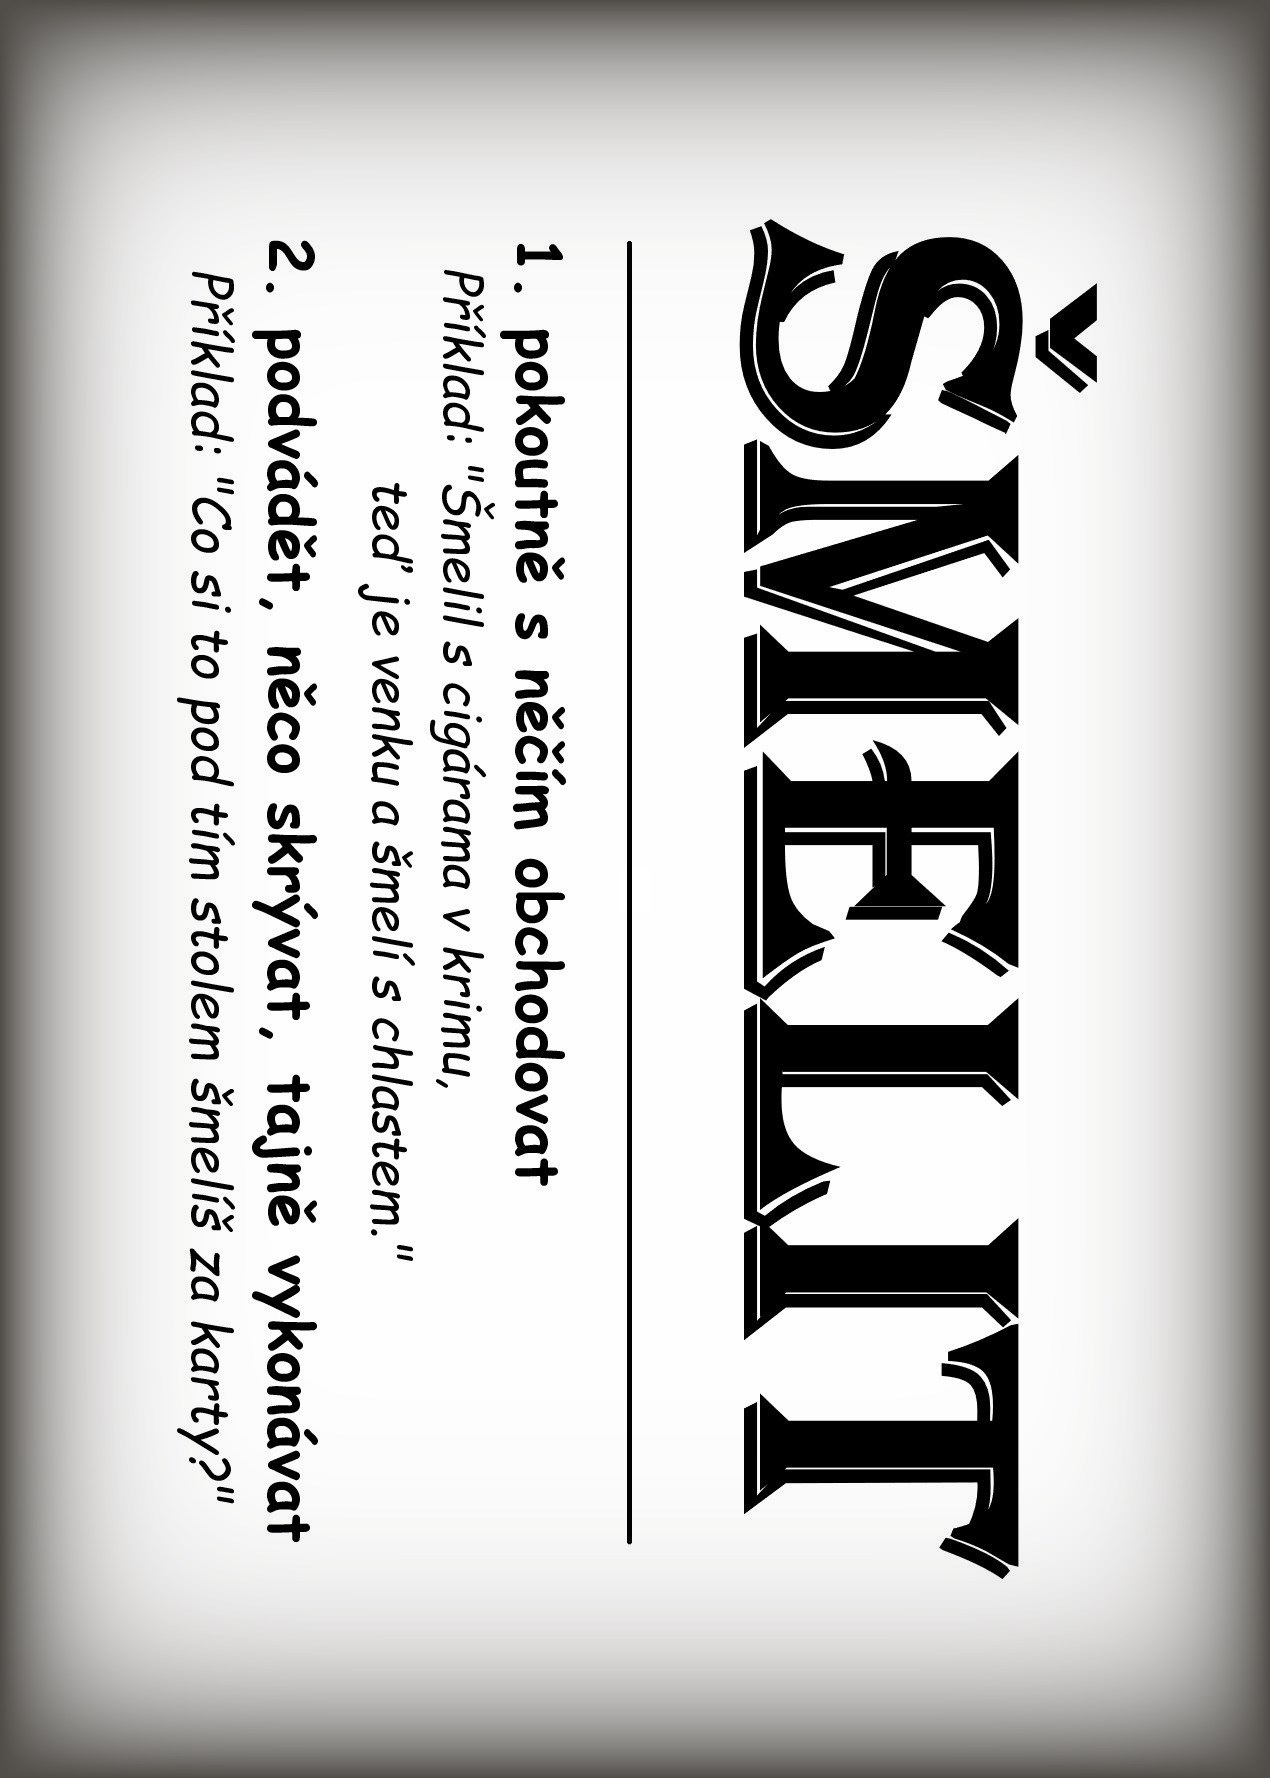 ŠMELIT
1. pokoutně s něčím obchodovat
Příklad: "Šmelil s cigárama v krimu,
teď je venku a šmelí s chlastem."
2. podvádět, něco skrývat, tajně vykonávat
Příklad: "Co si to pod tím stolem šmelíš za karty?"